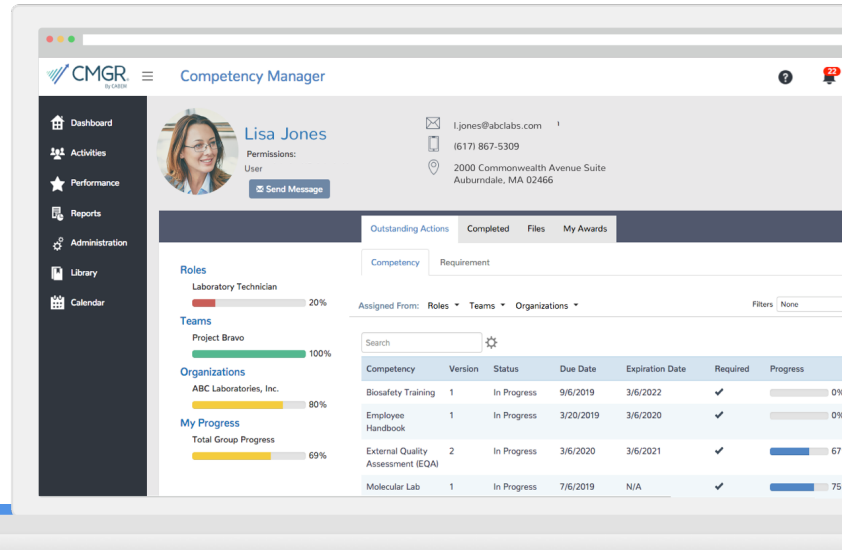 CMGR.
By CABEM
Competency Manager
22
Dashboard
Activities
Performance
Reports
Administration
Library
Calendar
Lisa Jones
Permissions:
User
Send Message
l.jones@abclabs.com
(617) 867-5309
2000 Commonwealth Avenue Suite
Auburndale, MA 02466
Outstanding Actions Completed Files My Awards
Competency Requirement
Roles
Laboratory Technician
20%
Teams
Project Bravo
100%
Organizations
ABC Laboratories, Inc.
80%
My Progress
Total Group Progress
69%
Assigned From: Roles Teams Organizations Filters None
Search
Competency Version Status Due Date Expiration Date Required Progress
Biosafety Training 1 In Progress 9/6/2019 3/6/2022 0%
Employee 1 In Progress 3/20/2019 3/6/2020 0%
Handbook
External Quality 2 In Progress 3/6/2020 3/6/2021 67
Assessment (EQA)
Molecular Lab 1 In Progress 7/6/2019 N/A 75